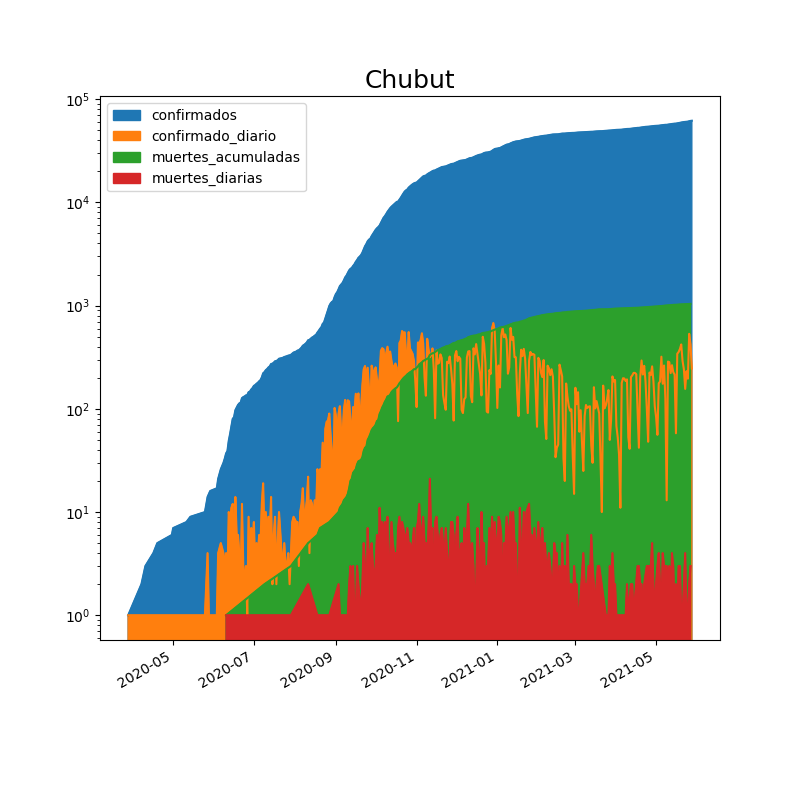 Chubut
confirmados
confirmado_diario
muertes_acumuladas
muertes_diarias
10^5
10^4
10^3
10^2
10^1
10^0
2020-05 2020-07 2020-09 2020-11 2021-01 2021-03 2021-05